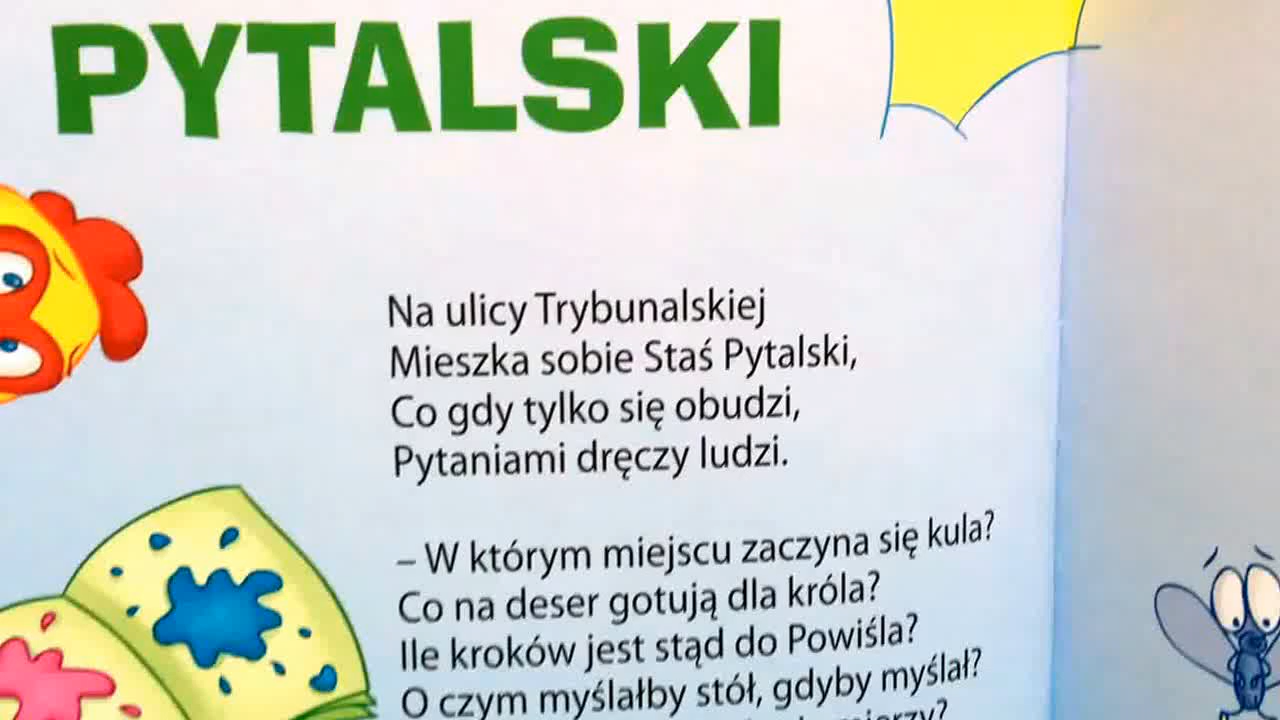 PYTALSKI
Na ulicy Trybunalskiej
Mieszka sobie Staś Pytalski,
Co gdy tylko się obudzi,
Pytaniami dręczy ludzi.
– W którym miejscu zaczyna się kula?
Co na deser gotują dla króla?
Ile kroków jest stąd do Powiśla?
O czym myślałby stół, gdyby myślał?